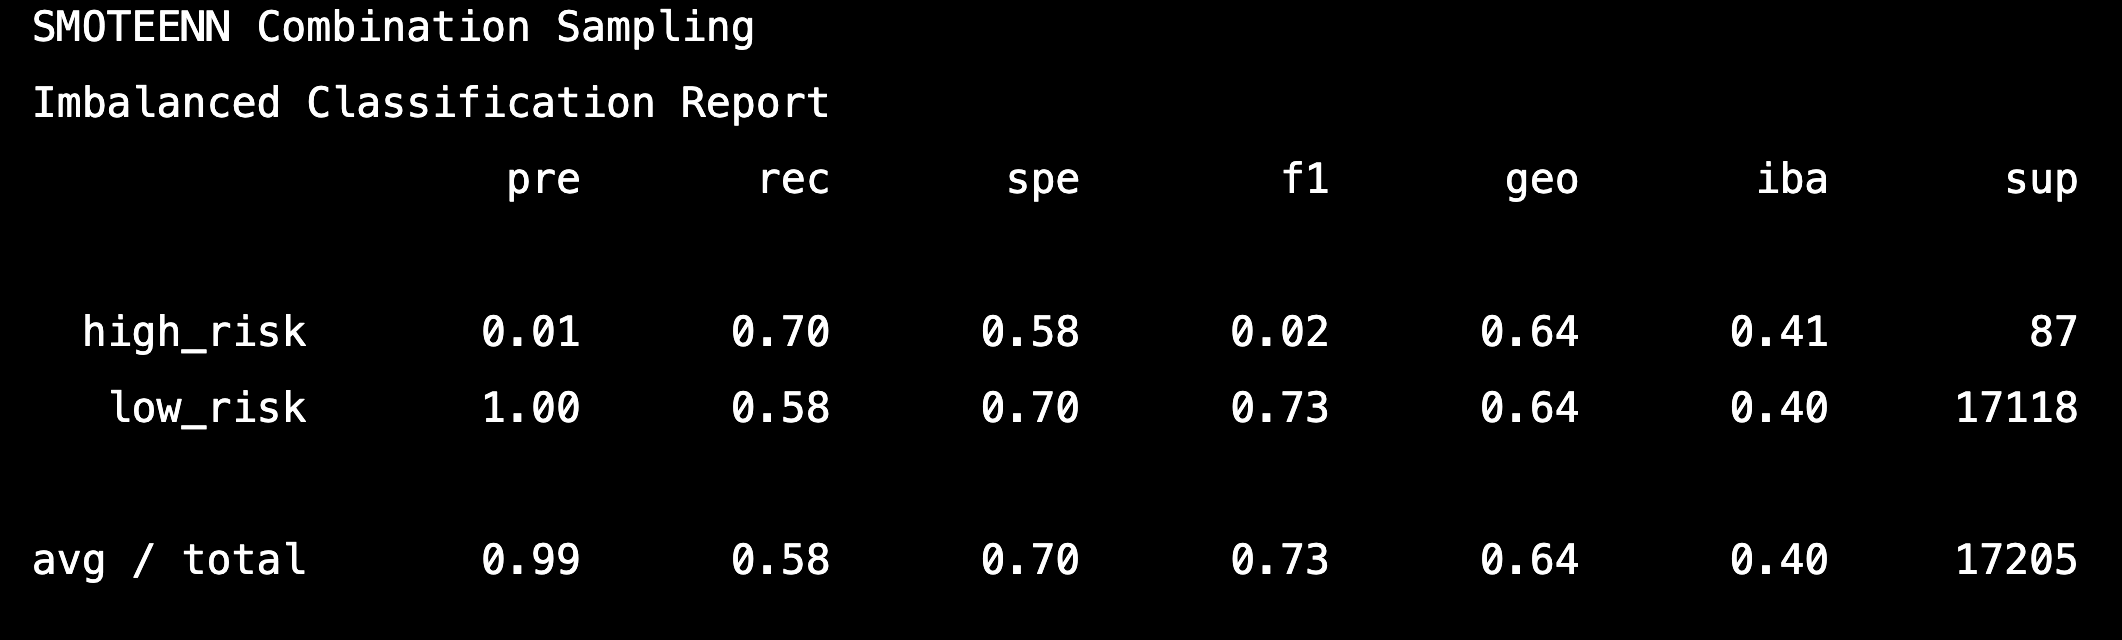 SMOTEENN Combination Sampling
Imbalanced Classification Report
pre rec spe f1 geo iba sup
high_risk 0.01 0.70 0.58 0.02 0.64 0.41 87
low_risk 1.00 0.58 0.70 0.73 0.64 0.40 17118
avg / total 0.99 0.58 0.70 0.73 0.64 0.40 17205